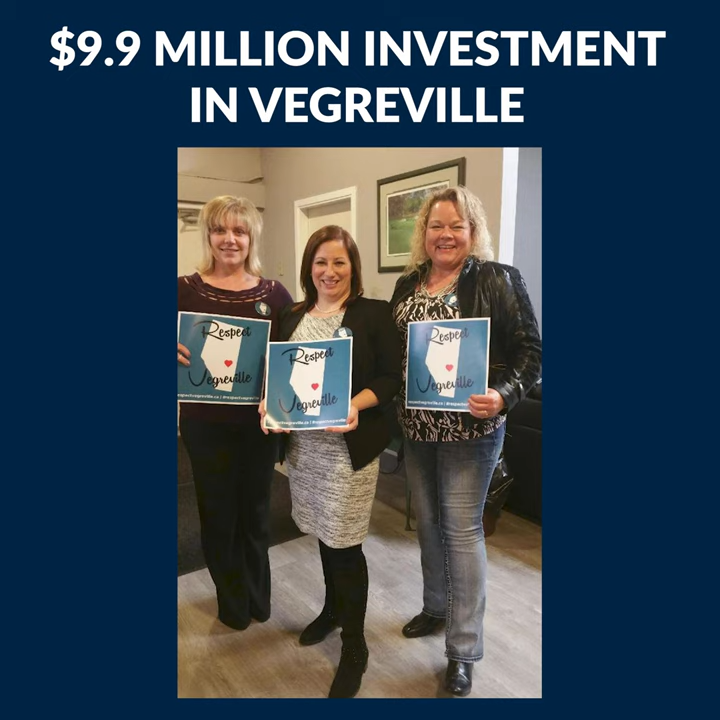 $9.9 MILLION INVESTMENT
IN VEGREVILLE
Respect
Vegreville
Respect
Vegreville
Respect
Vegreville